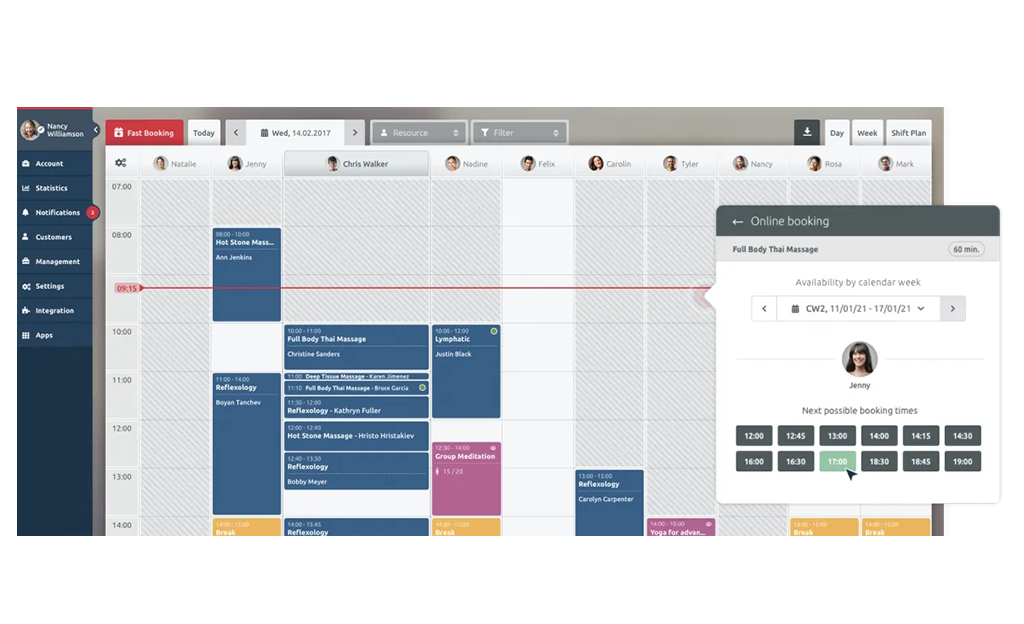 Nancy
Williamson
Account
Statistics
Notifications 2
Customers
Management
Settings
Integration
Apps
Fast Booking
Today
Wed, 14.02.2017
Resource
Filter
Day
Week
Shift Plan
Natalie
Jenny
Chris Walker
Nadine
Felix
Carolin
Tyler
Nancy
Rosa
Mark
07:00
08:00
09:15
10:00
11:00
12:00
13:00
14:00
08:00 - 10:00
Hot Stone Mass...
Ann Jenkins
11:00 - 14:00
Reflexology
Boyan Tanchev
14:00 - 15:00
Break
10:00 - 11:00
Full Body Thai Massage
Christine Sanders
11:00 Deep Tissue Massage - Karen Jimenez
11:10 Full Body Thai Massage - Bruce Garcia
11:30 - 12:00
Reflexology - Kathryn Fuller
12:00 - 12:40
Hot Stone Massage - Hristo Hristakiev
12:40 - 13:30
Reflexology
Bobby Meyer
14:00 - 15:45
Reflexology
10:00 - 12:00
Lymphatic
Justin Black
12:30 - 14:00
Group Meditation
15 / 20
14:00 - 15:00
Break
13:00 - 15:00
Reflexology
Carolyn Carpenter
14:00 - 15:00
Yoga for advan...
Break
14:00 - 15:00
Break
Online booking
Full Body Thai Massage
60 min.
Availability by calendar week
CW2, 11/01/21 - 17/01/21
Jenny
Next possible booking times
12:00 12:45 13:00 14:00 14:15 14:30
16:00 16:30 17:00 18:30 18:45 19:00